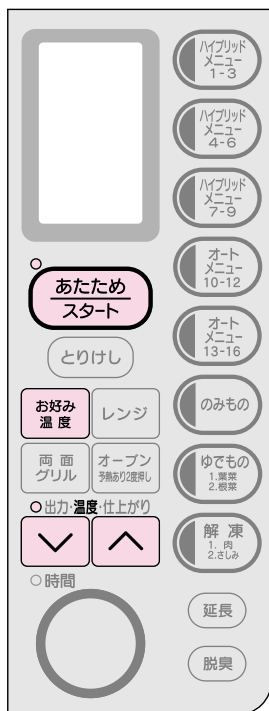 ハイブリッド
メニュー
1-3
ハイブリッド
メニュー
4-6
ハイブリッド
メニュー
7-9
あたため
スタート
オート
メニュー
10-12
とりけし
オート
メニュー
13-16
お好み
温度
レンジ
のみもの
両面
グリル
オーブン
予熱あり2度押し
ゆでもの
1.葉菜
2.根菜
出力・温度・仕上がり
解凍
1. 肉
2.さしみ
時間
延長
脱臭